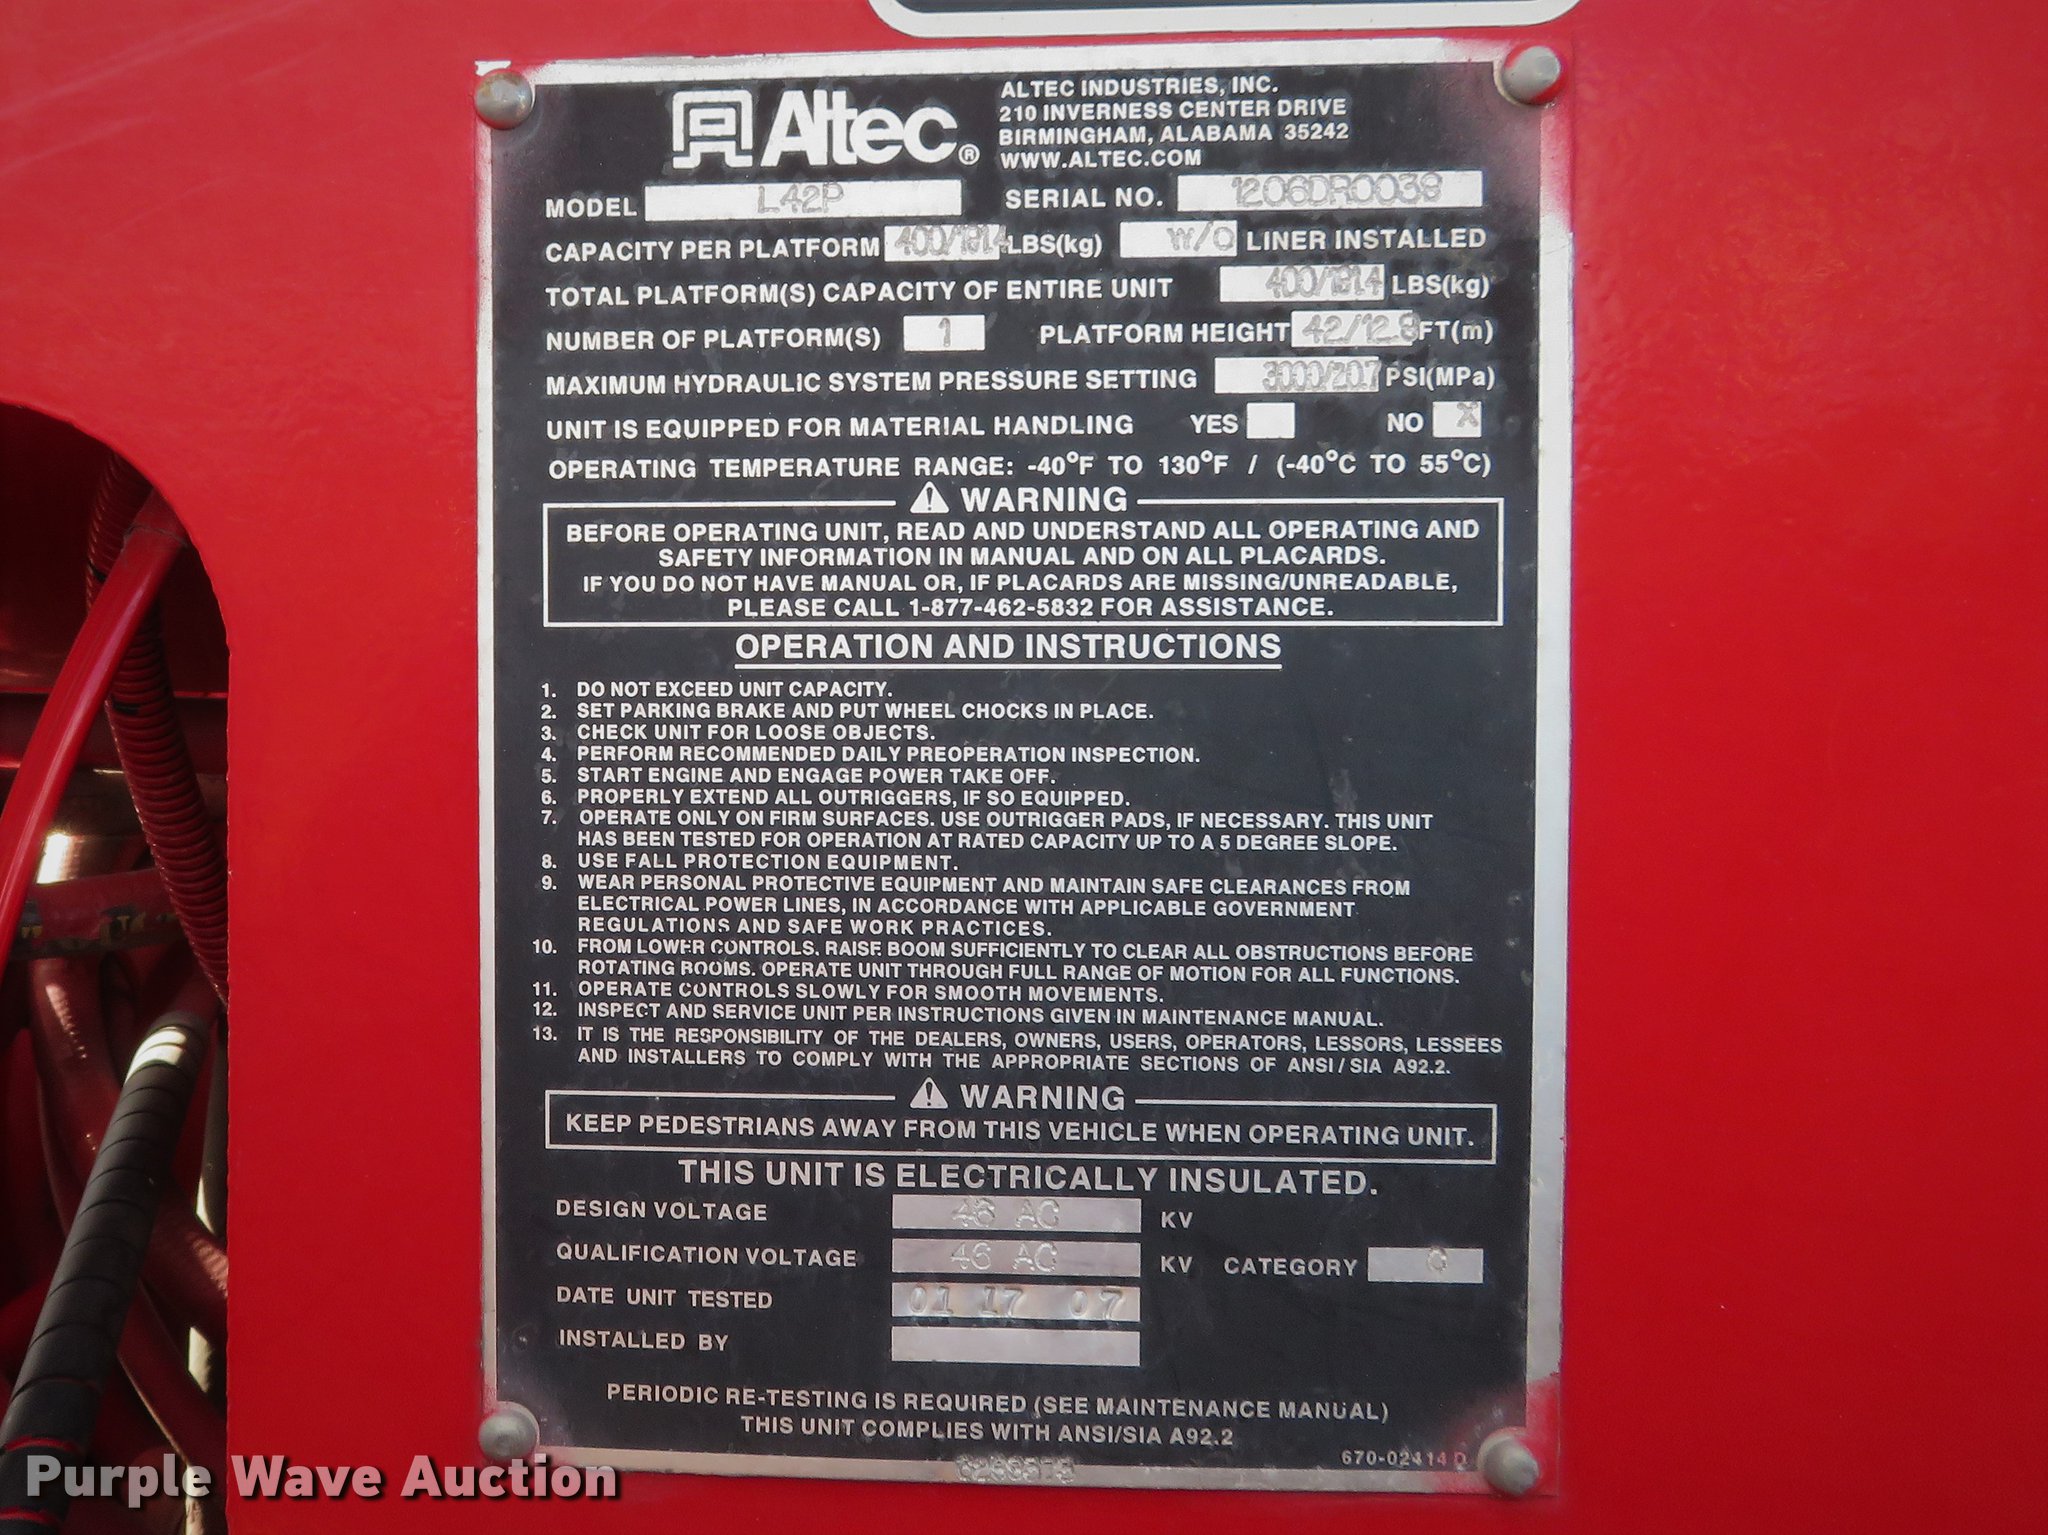 Altec®
ALTEC INDUSTRIES, INC.
210 INVERNESS CENTER DRIVE
BIRMINGHAM, ALABAMA 35242
WWW.ALTEC.COM
MODEL L42P SERIAL NO. 1206DR0038
CAPACITY PER PLATFORM 400/181.4 LBS(kg) W/O LINER INSTALLED
TOTAL PLATFORM(S) CAPACITY OF ENTIRE UNIT 400/181.4 LBS(kg)
NUMBER OF PLATFORM(S) 1 PLATFORM HEIGHT 42/12.8 FT(m)
MAXIMUM HYDRAULIC SYSTEM PRESSURE SETTING 3000/20.7 PSI(MPa)
UNIT IS EQUIPPED FOR MATERIAL HANDLING YES NO X
OPERATING TEMPERATURE RANGE: -40°F TO 130°F / (-40°C TO 55°C)
WARNING
BEFORE OPERATING UNIT, READ AND UNDERSTAND ALL OPERATING AND
SAFETY INFORMATION IN MANUAL AND ON ALL PLACARDS.
IF YOU DO NOT HAVE MANUAL OR, IF PLACARDS ARE MISSING/UNREADABLE,
PLEASE CALL 1-877-462-5832 FOR ASSISTANCE.
OPERATION AND INSTRUCTIONS
1. DO NOT EXCEED UNIT CAPACITY.
2. SET PARKING BRAKE AND PUT WHEEL CHOCKS IN PLACE.
3. CHECK UNIT FOR LOOSE OBJECTS.
4. PERFORM RECOMMENDED DAILY PREOPERATION INSPECTION.
5. START ENGINE AND ENGAGE POWER TAKE OFF.
6. PROPERLY EXTEND ALL OUTRIGGERS, IF SO EQUIPPED.
7. OPERATE ONLY ON FIRM SURFACES. USE OUTRIGGER PADS, IF NECESSARY. THIS UNIT
HAS BEEN TESTED FOR OPERATION AT RATED CAPACITY UP TO A 5 DEGREE SLOPE.
8. USE FALL PROTECTION EQUIPMENT.
9. WEAR PERSONAL PROTECTIVE EQUIPMENT AND MAINTAIN SAFE CLEARANCES FROM
ELECTRICAL POWER LINES, IN ACCORDANCE WITH APPLICABLE GOVERNMENT
REGULATIONS AND SAFE WORK PRACTICES.
10. FROM LOWER CONTROLS, RAISE BOOM SUFFICIENTLY TO CLEAR ALL OBSTRUCTIONS BEFORE
ROTATING BOOMS. OPERATE UNIT THROUGH FULL RANGE OF MOTION FOR ALL FUNCTIONS.
11. OPERATE CONTROLS SLOWLY FOR SMOOTH MOVEMENTS.
12. INSPECT AND SERVICE UNIT PER INSTRUCTIONS GIVEN IN MAINTENANCE MANUAL.
13. IT IS THE RESPONSIBILITY OF THE DEALERS, OWNERS, USERS, OPERATORS, LESSORS, LESSEES
AND INSTALLERS TO COMPLY WITH THE APPROPRIATE SECTIONS OF ANSI/SIA A92.2.
WARNING
KEEP PEDESTRIANS AWAY FROM THIS VEHICLE WHEN OPERATING UNIT.
THIS UNIT IS ELECTRICALLY INSULATED.
DESIGN VOLTAGE 46 AC KV
QUALIFICATION VOLTAGE 46 AC KV CATEGORY C
DATE UNIT TESTED 01 17 07
INSTALLED BY
PERIODIC RE-TESTING IS REQUIRED (SEE MAINTENANCE MANUAL)
THIS UNIT COMPLIES WITH ANSI/SIA A92.2
670-02414 D
Purple Wave Auction